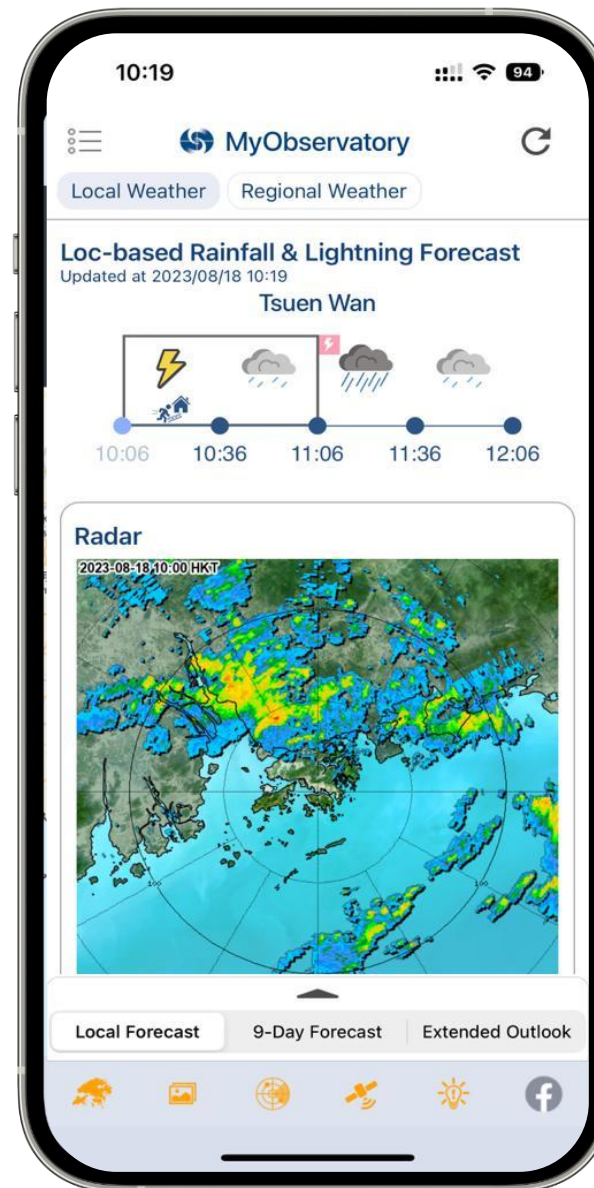 10:19
94
MyObservatory
Local Weather
Regional Weather
Loc-based Rainfall & Lightning Forecast
Updated at 2023/08/18 10:19
Tsuen Wan
10:06 10:36 11:06 11:36 12:06
Radar
2023-08-18 10:00 HKT
Local Forecast
9-Day Forecast
Extended Outlook